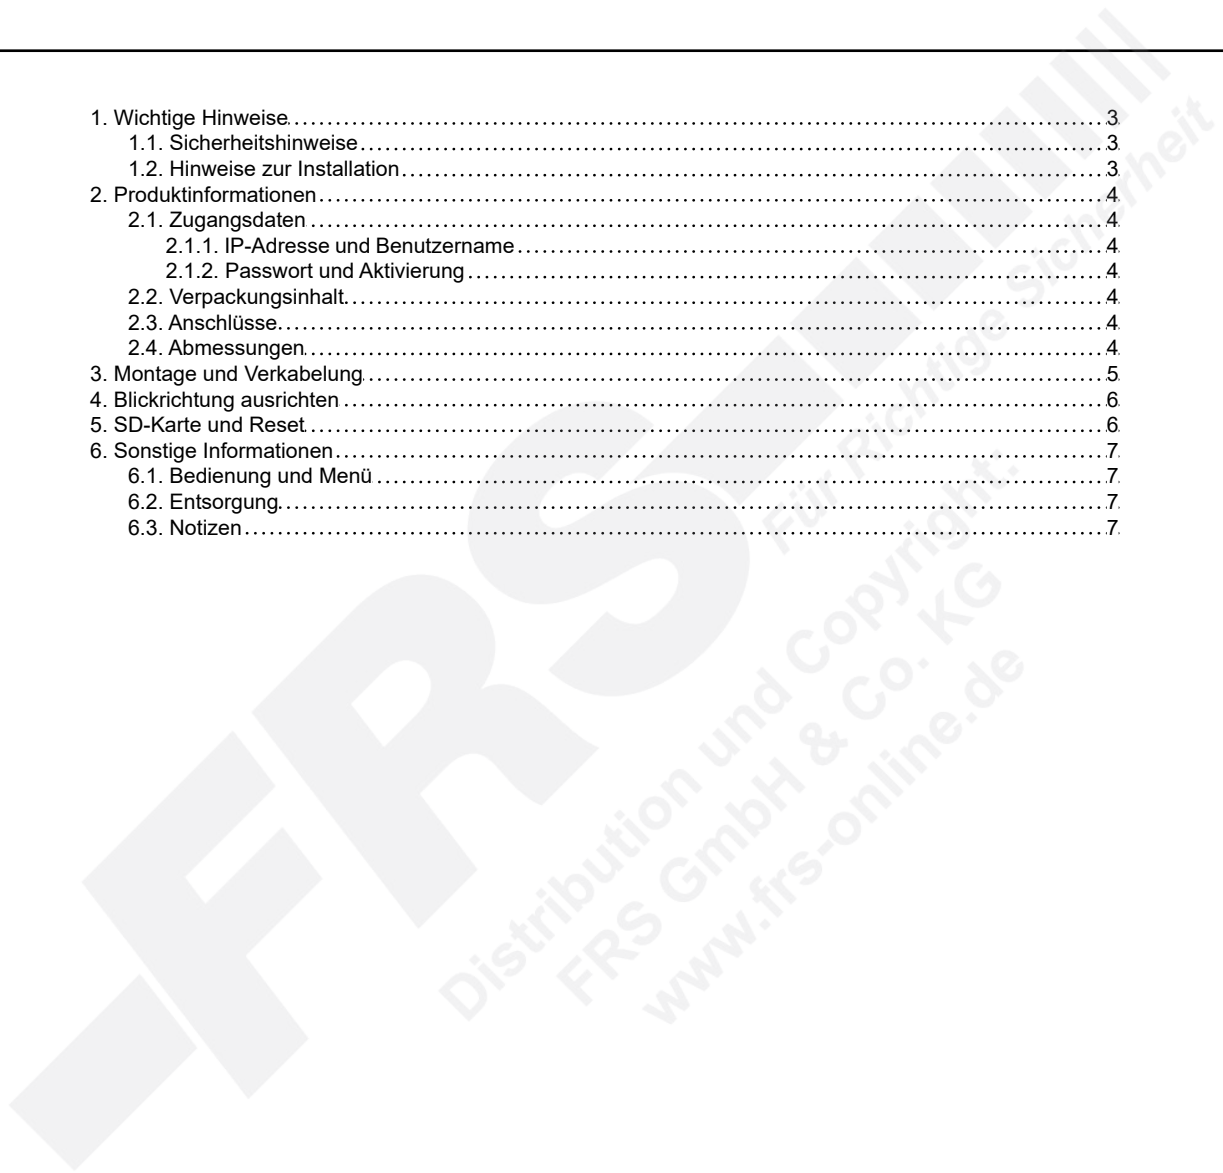 1. Wichtige Hinweise 3
1.1. Sicherheitshinweise 3
1.2. Hinweise zur Installation 3
2. Produktinformationen 4
2.1. Zugangsdaten 4
2.1.1. IP-Adresse und Benutzername 4
2.1.2. Passwort und Aktivierung 4
2.2. Verpackungsinhalt 4
2.3. Anschlüsse 4
2.4. Abmessungen 4
3. Montage und Verkabelung 5
4. Blickrichtung ausrichten 6
5. SD-Karte und Reset 6
6. Sonstige Informationen 7
6.1. Bedienung und Menü 7
6.2. Entsorgung 7
6.3. Notizen 7
FRS
Für Richtige Sicherheit
Distribution und Copyright:
FRS GmbH & Co. KG
www.frs-online.de